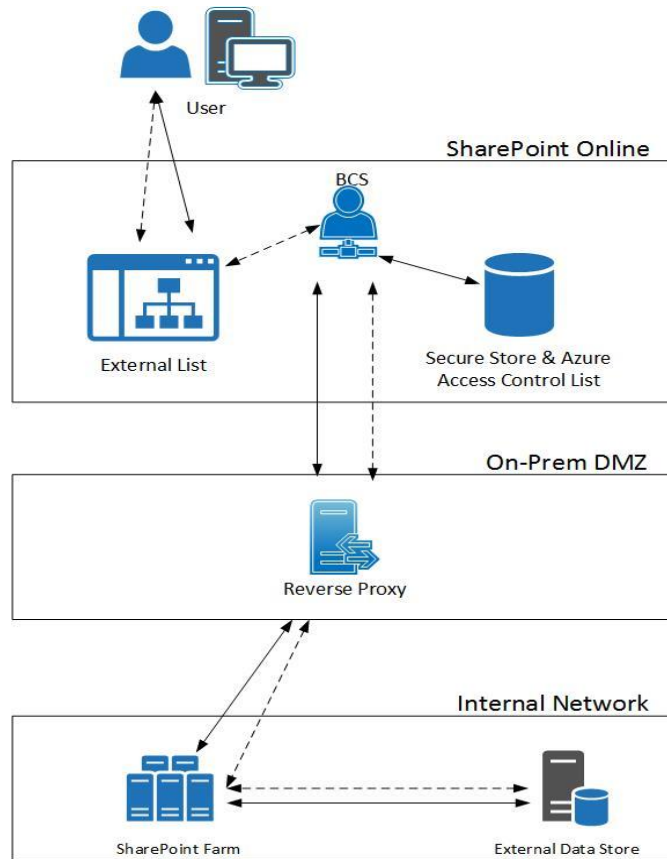 User
SharePoint Online
BCS
External List
Secure Store & Azure
Access Control List
On-Prem DMZ
Reverse Proxy
Internal Network
SharePoint Farm
External Data Store